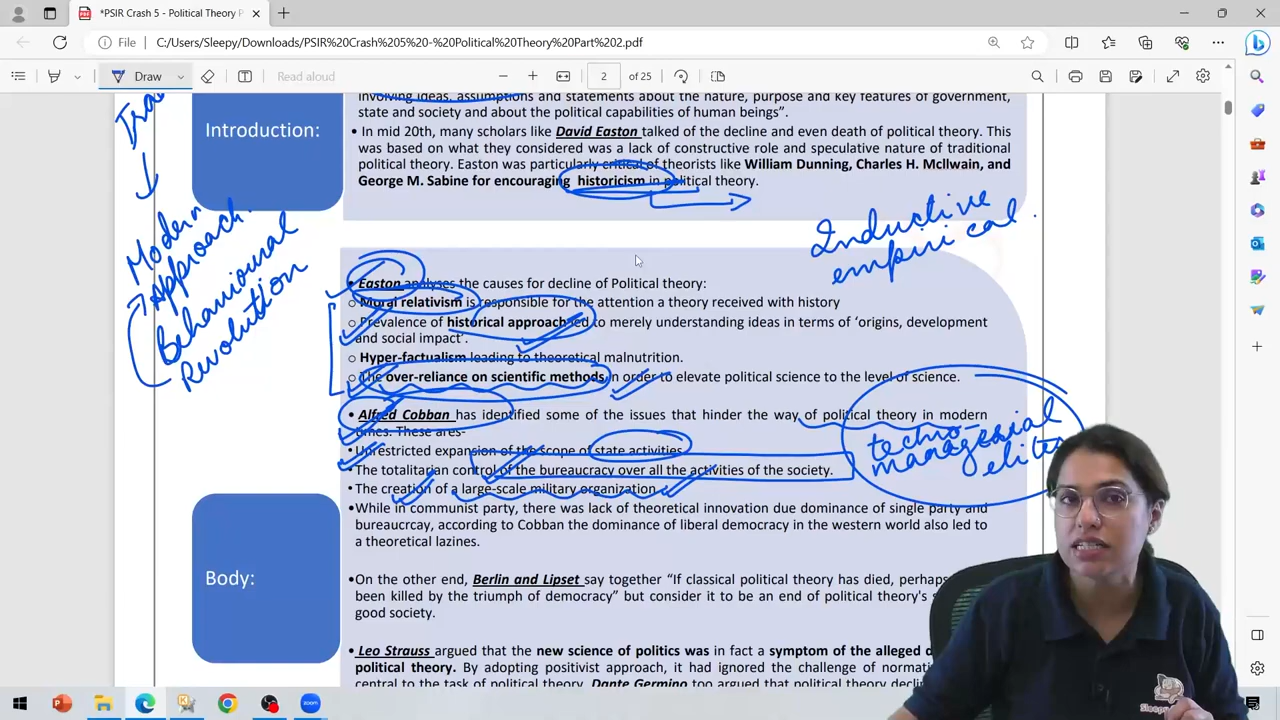 *PSIR Crash 5 - Political Theory P
File
C:/Users/Sleepy/Downloads/PSIR%20Crash%205%20-%20Political%20Theory%20Part%202.pdf
Draw
Read aloud
2
of 25
Introduction:
involving ideas, assumptions and statements about the nature, purpose and key features of government,
state and society and about the political capabilities of human beings”.
• In mid 20th, many scholars like David Easton talked of the decline and even death of political theory. This
was based on what they considered was a lack of constructive role and speculative nature of traditional
political theory. Easton was particularly critical of theorists like William Dunning, Charles H. Mcllwain, and
George M. Sabine for encouraging historicism in political theory.
Modern
Approach
Behavioural
Revolution
Inductive
empirical
• Easton analyses the causes for decline of Political theory:
o Moral relativism is responsible for the attention a theory received with history
o Prevalence of historical approach led to merely understanding ideas in terms of ‘origins, development
and social impact’.
o Hyper-factualism leading to theoretical malnutrition.
o The over-reliance on scientific methods in order to elevate political science to the level of science.
• Alfred Cobban has identified some of the issues that hinder the way of political theory in modern
times. These are-
• Unrestricted expansion of the scope of state activities
• The totalitarian control of the bureaucracy over all the activities of the society.
• The creation of a large-scale military organization
techno-
managerial
elites
Body:
• While in communist party, there was lack of theoretical innovation due dominance of single party and
bureaucrcay, according to Cobban the dominance of liberal democracy in the western world also led to
a theoretical lazines.
• On the other end, Berlin and Lipset say together “If classical political theory has died, perhaps
been killed by the triumph of democracy” but consider it to be an end of political theory's
good society.
• Leo Strauss argued that the new science of politics was in fact a symptom of the alleged
political theory. By adopting positivist approach, it had ignored the challenge of
central to the task of political theory. Dante Germino too argued that political theory
zoom
Sleepy